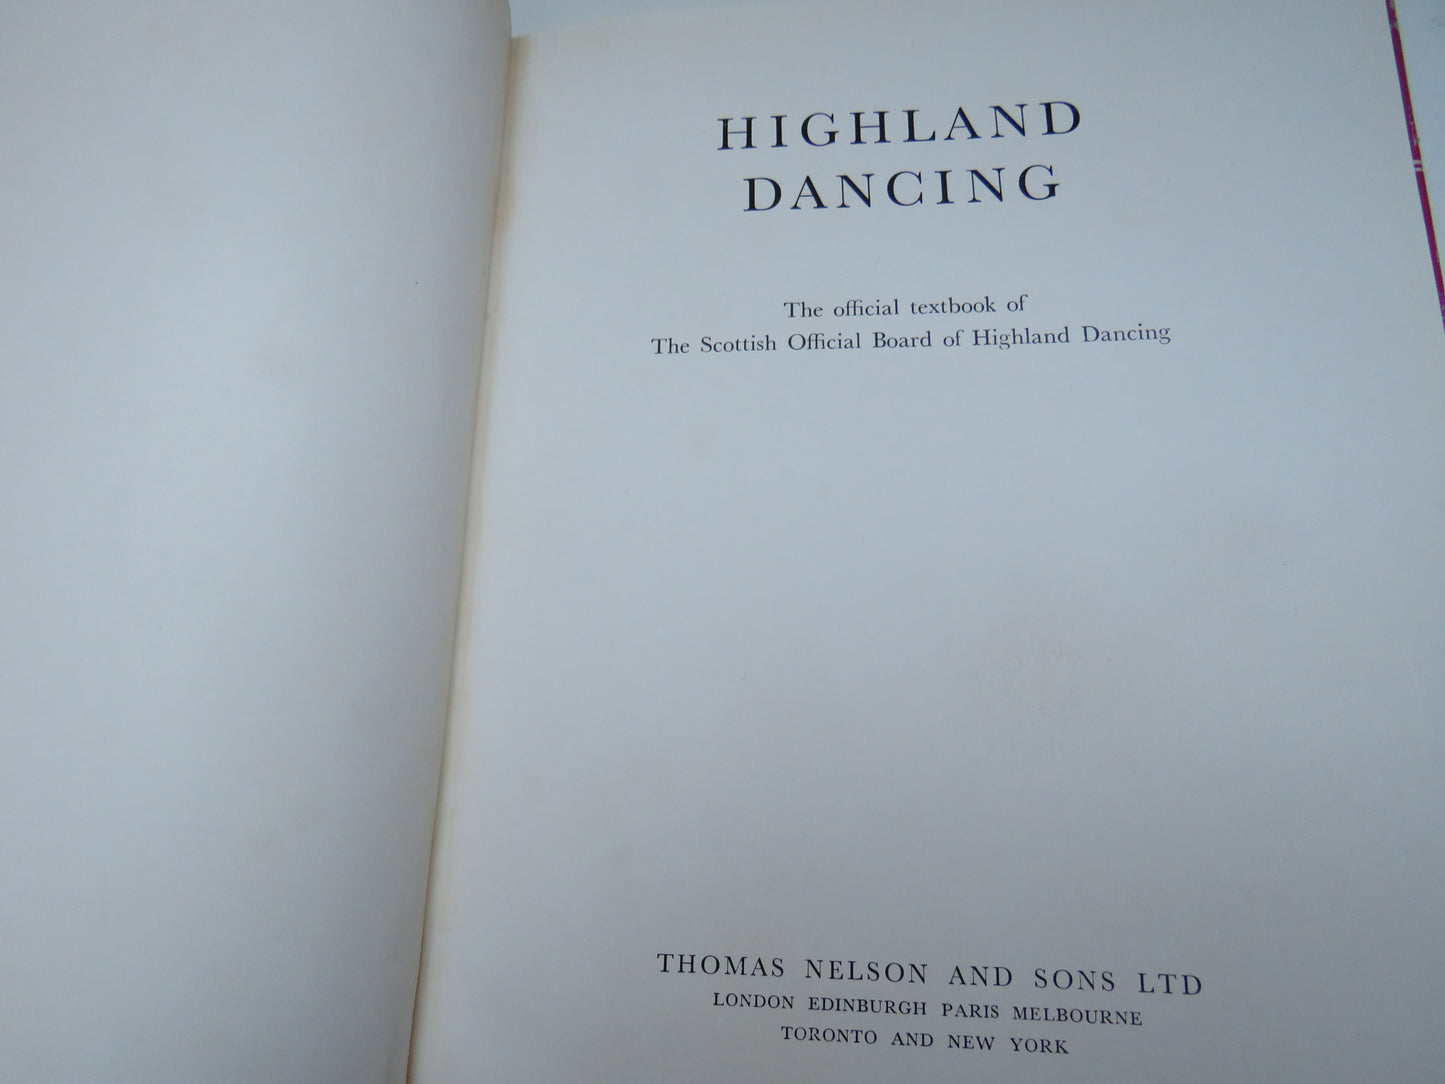 HIGHLAND
DANCING
The official textbook of
The Scottish Official Board of Highland Dancing
THOMAS NELSON AND SONS LTD
LONDON EDINBURGH PARIS MELBOURNE
TORONTO AND NEW YORK